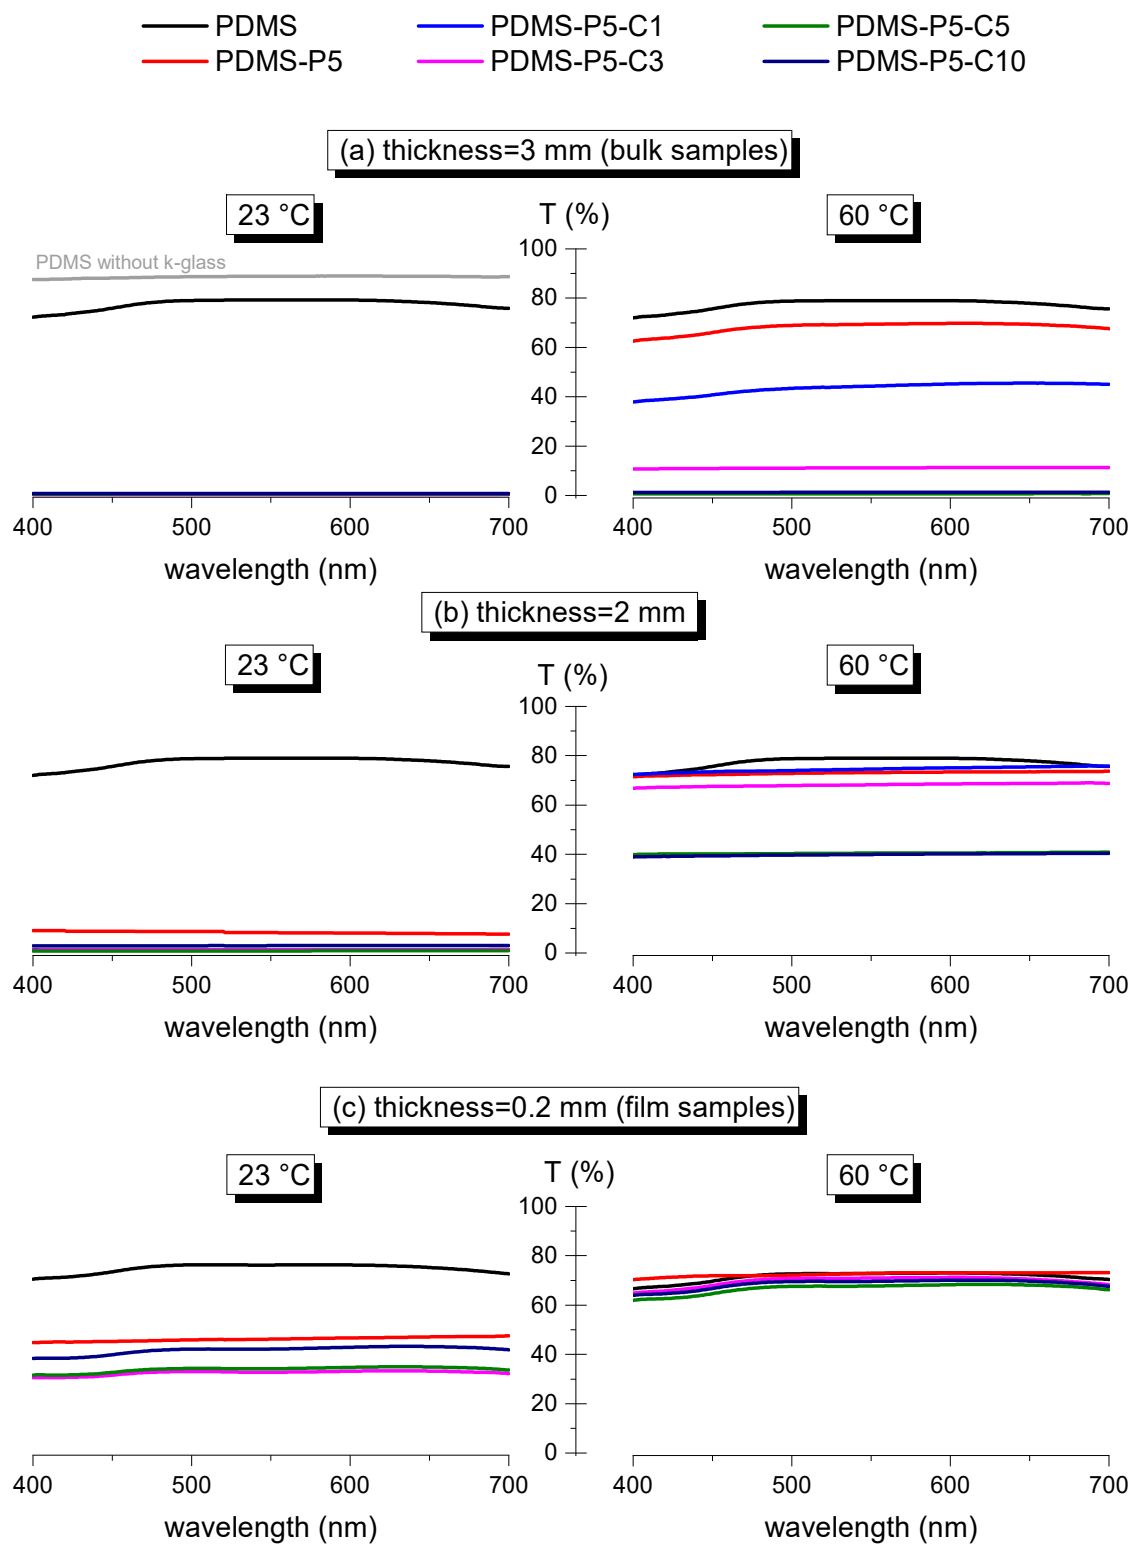 PDMS PDMS-P5-C1 PDMS-P5-C5
PDMS-P5 PDMS-P5-C3 PDMS-P5-C10
(a) thickness=3 mm (bulk samples)
23 °C T (%) 60 °C
PDMS without k-glass
100
80
60
40
20
0
400 500 600 700 400 500 600 700
wavelength (nm) wavelength (nm)
(b) thickness=2 mm
23 °C T (%) 60 °C
100
80
60
40
20
0
400 500 600 700 400 500 600 700
wavelength (nm) wavelength (nm)
(c) thickness=0.2 mm (film samples)
23 °C T (%) 60 °C
100
80
60
40
20
0
400 500 600 700 400 500 600 700
wavelength (nm) wavelength (nm)